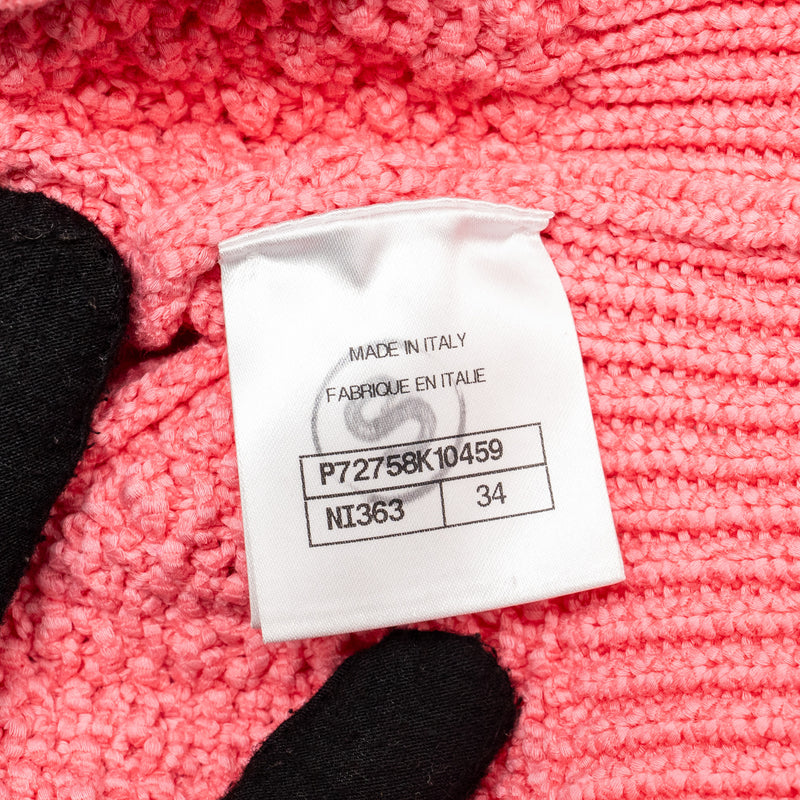 MADE IN ITALY
FABRIQUE EN ITALIE
P72758K10459
NI363 34